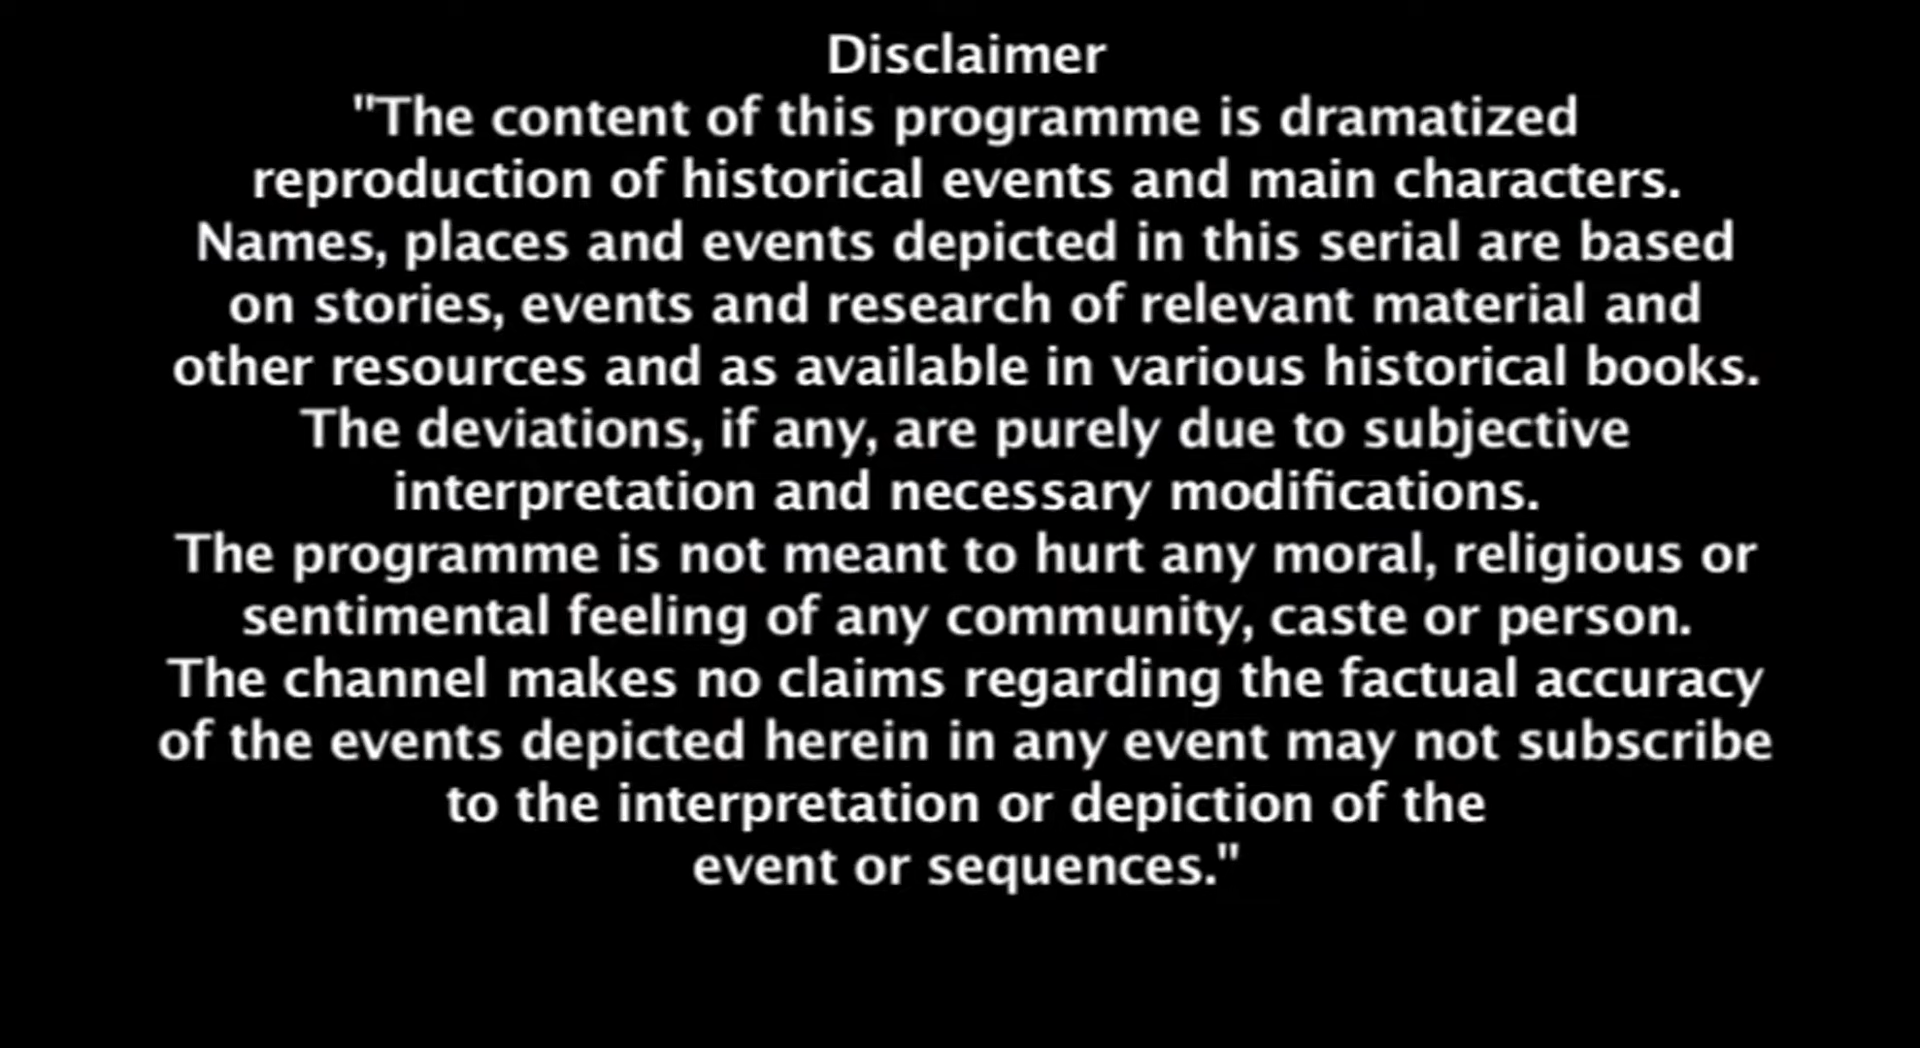 Disclaimer
"The content of this programme is dramatized
reproduction of historical events and main characters.
Names, places and events depicted in this serial are based
on stories, events and research of relevant material and
other resources and as available in various historical books.
The deviations, if any, are purely due to subjective
interpretation and necessary modifications.
The programme is not meant to hurt any moral, religious or
sentimental feeling of any community, caste or person.
The channel makes no claims regarding the factual accuracy
of the events depicted herein in any event may not subscribe
to the interpretation or depiction of the
event or sequences."